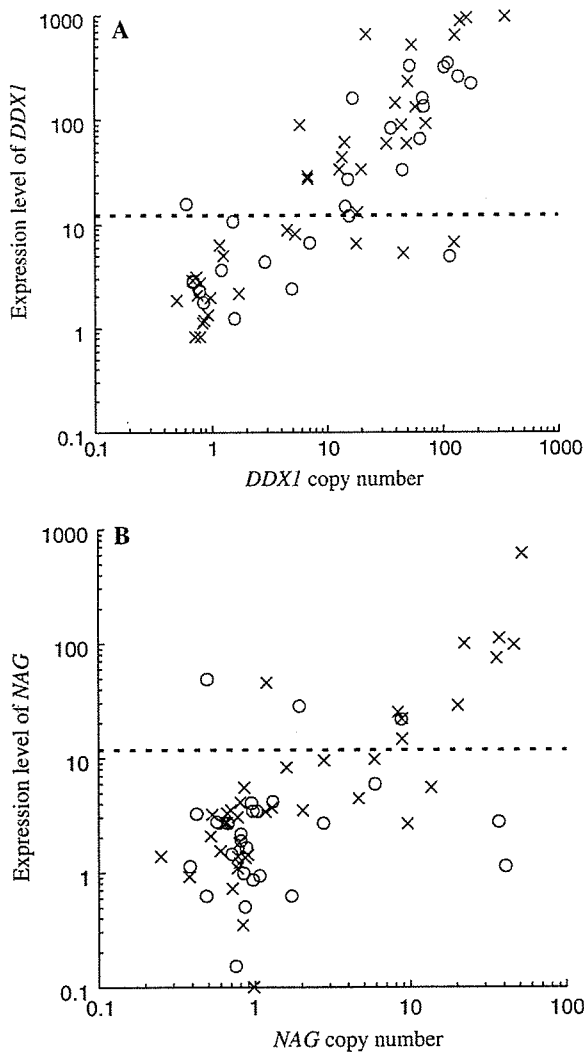 A
1000
100
10
1
0.1
Expression level of DDX1
0.1 1 10 100 1000
DDX1 copy number
B
1000
100
10
1
0.1
Expression level of NAG
0.1 1 10 100
NAG copy number